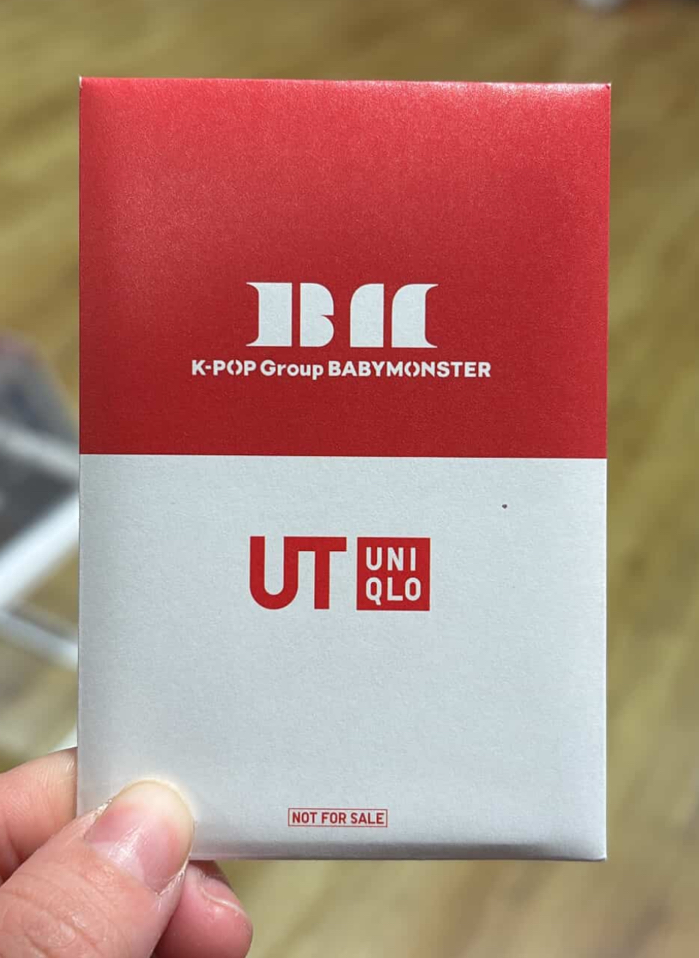 BM
K-POP Group BABYMONSTER
UT UNI
QLO
NOT FOR SALE